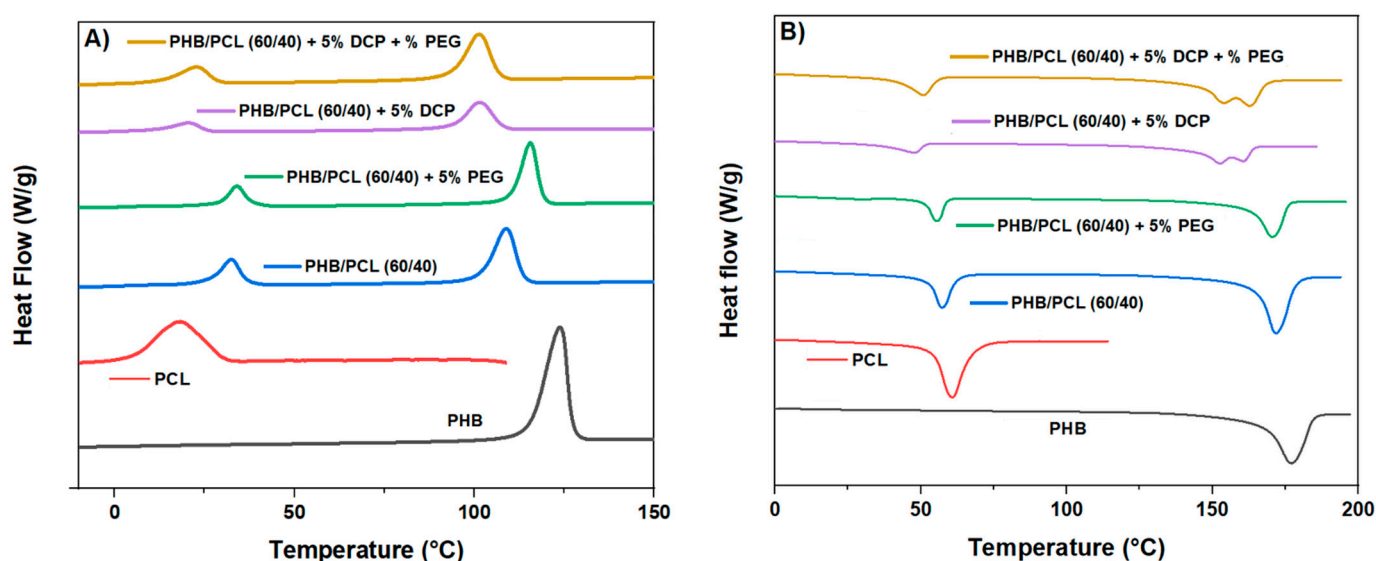 A)
PHB/PCL (60/40) + 5% DCP + % PEG
PHB/PCL (60/40) + 5% DCP
PHB/PCL (60/40) + 5% PEG
PHB/PCL (60/40)
PCL
PHB
Heat Flow (W/g)
0 50 100 150
Temperature (°C)
B)
PHB/PCL (60/40) + 5% DCP + % PEG
PHB/PCL (60/40) + 5% DCP
PHB/PCL (60/40) + 5% PEG
PHB/PCL (60/40)
PCL
PHB
Heat flow (W/g)
0 50 100 150 200
Temperature (°C)